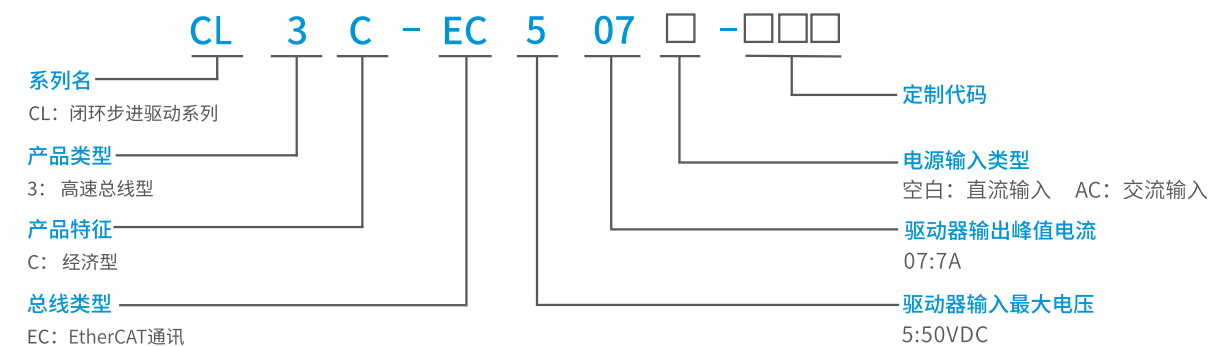 CL 3 C - EC 5 07 □ - □□□
系列名
CL：闭环步进驱动系列
产品类型
3： 高速总线型
产品特征
C： 经济型
总线类型
EC：EtherCAT通讯
定制代码
电源输入类型
空白：直流输入 AC：交流输入
驱动器输出峰值电流
07:7A
驱动器输入最大电压
5:50VDC